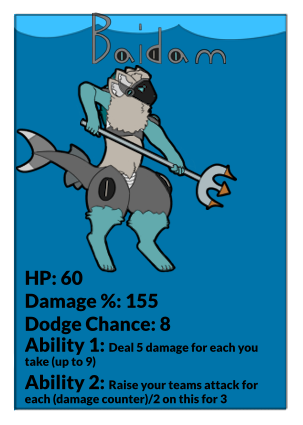 Baidam
HP: 60
Damage %: 155
Dodge Chance: 8
Ability 1: Deal 5 damage for each you
take (up to 9)
Ability 2: Raise your teams attack for
each (damage counter)/2 on this for 3